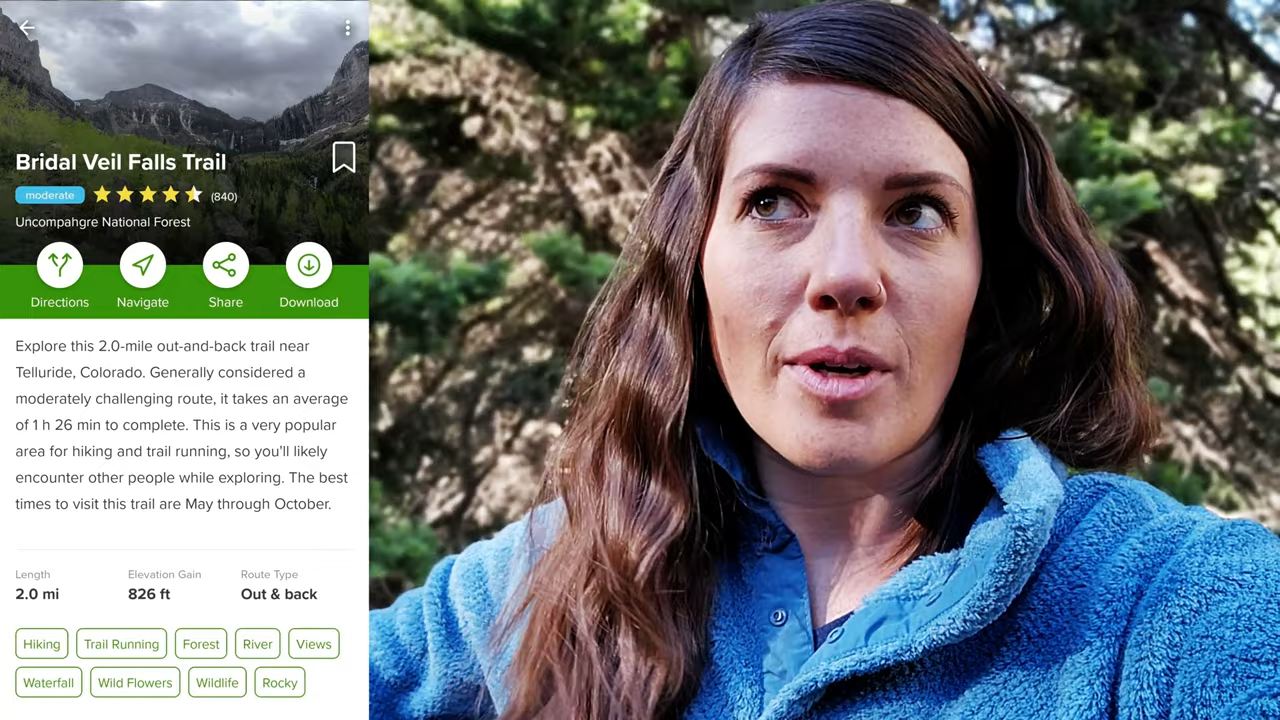 Bridal Veil Falls Trail
moderate (840)
Uncompahgre National Forest
Directions Navigate Share Download
Explore this 2.0-mile out-and-back trail near
Telluride, Colorado. Generally considered a
moderately challenging route, it takes an average
of 1 h 26 min to complete. This is a very popular
area for hiking and trail running, so you'll likely
encounter other people while exploring. The best
times to visit this trail are May through October.
Length Elevation Gain Route Type
2.0 mi 826 ft Out & back
Hiking Trail Running Forest River Views
Waterfall Wild Flowers Wildlife Rocky